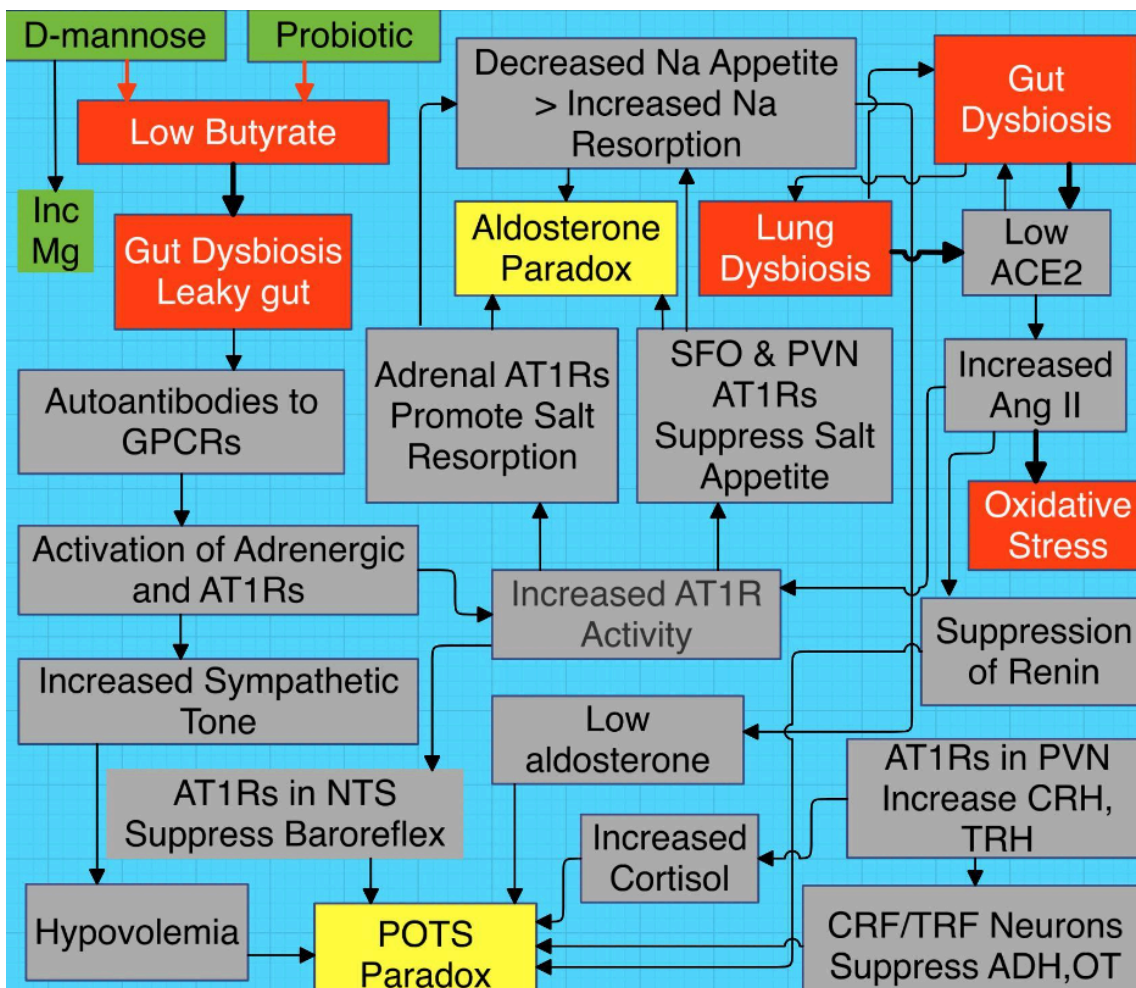 D-mannose
Probiotic
Low Butyrate
Inc
Mg
Gut Dysbiosis
Leaky gut
Autoantibodies to
GPCRs
Activation of Adrenergic
and AT1Rs
Increased Sympathetic
Tone
Hypovolemia
AT1Rs in NTS
Suppress Baroreflex
Decreased Na Appetite
> Increased Na
Resorption
Aldosterone
Paradox
Adrenal AT1Rs
Promote Salt
Resorption
SFO & PVN
AT1Rs
Suppress Salt
Appetite
Increased AT1R
Activity
Low
aldosterone
Increased
Cortisol
POTS
Paradox
Gut
Dysbiosis
Lung
Dysbiosis
Low
ACE2
Increased
Ang II
Oxidative
Stress
Suppression
of Renin
AT1Rs in PVN
Increase CRH,
TRH
CRF/TRF Neurons
Suppress ADH,OT